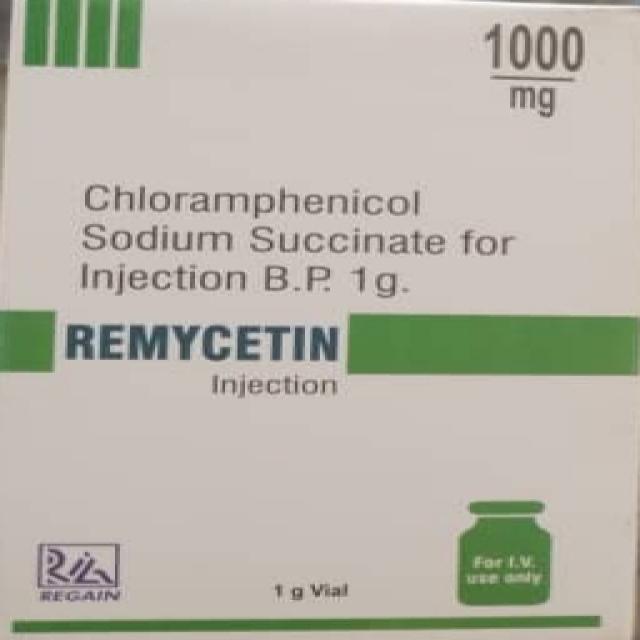 1000
mg
Chloramphenicol
Sodium Succinate for
Injection B.P. 1g.
REMYCETIN
Injection
For I.V.
use only
REGAIN
1 g Vial